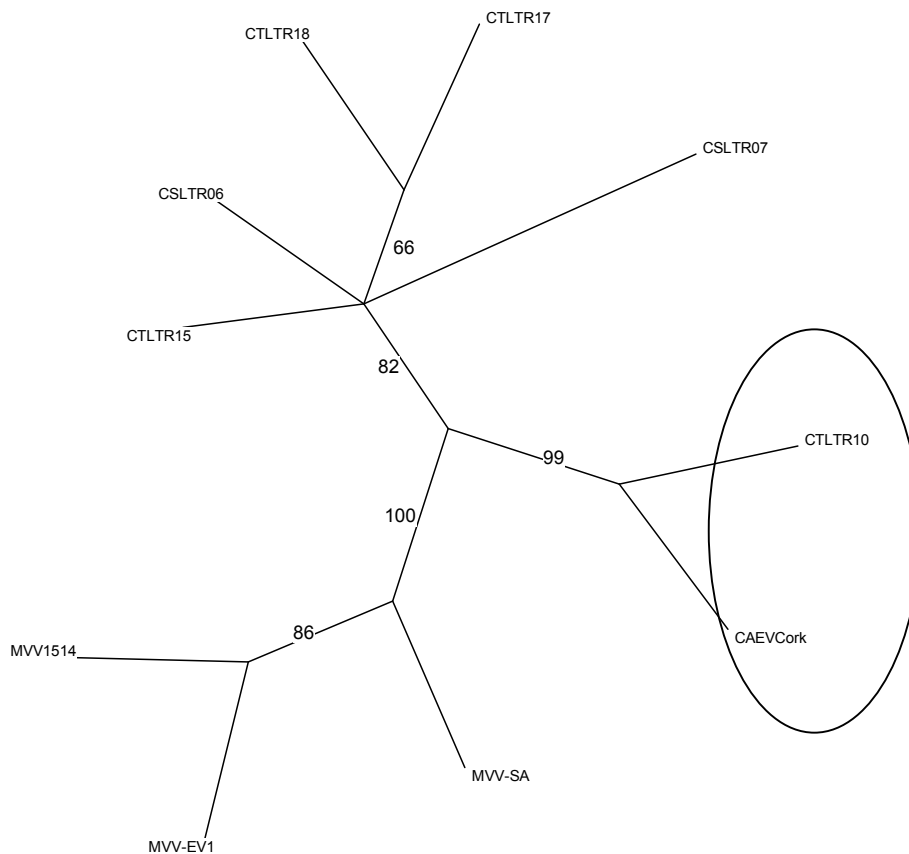 CTLTR17
CTLTR18
CSLTR07
CSLTR06
66
CTLTR15
82
CTLTR10
99
100
86
CAEVCork
MVV1514
MVV-SA
MVV-EV1